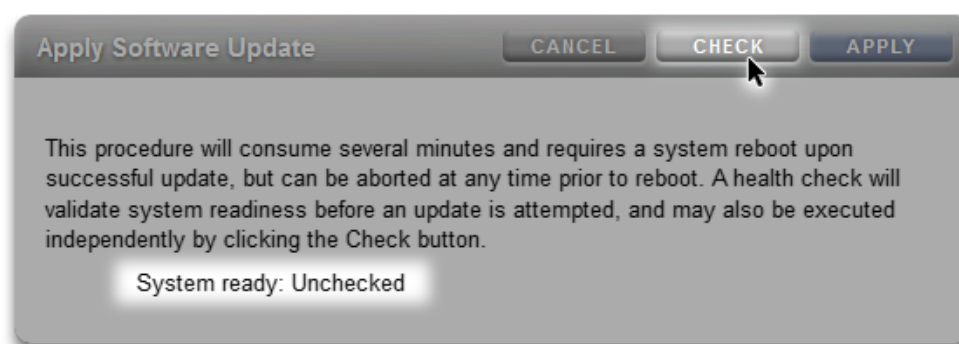 Apply Software Update CANCEL CHECK APPLY
This procedure will consume several minutes and requires a system reboot upon
successful update, but can be aborted at any time prior to reboot. A health check will
validate system readiness before an update is attempted, and may also be executed
independently by clicking the Check button.
System ready: Unchecked